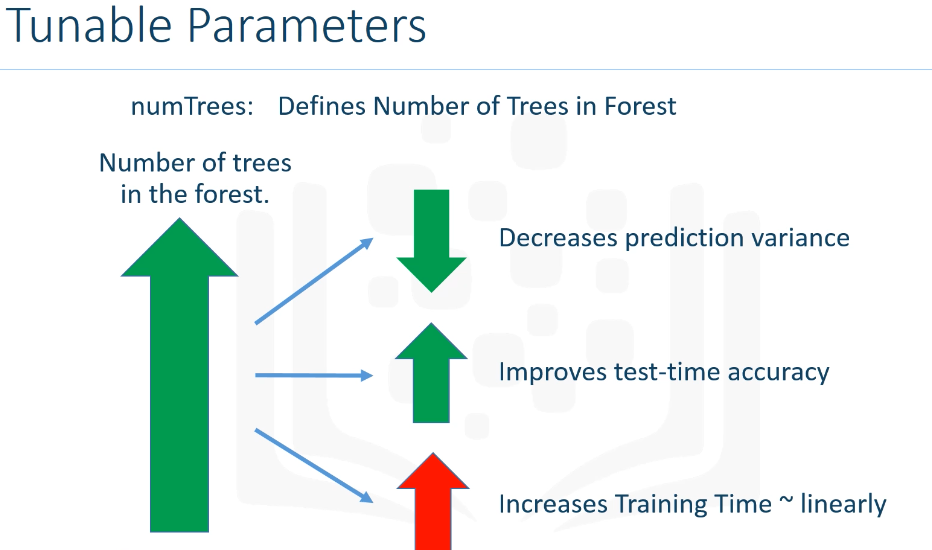 Tunable Parameters
numTrees: Defines Number of Trees in Forest
Number of trees
in the forest.
Decreases prediction variance
Improves test-time accuracy
Increases Training Time ~ linearly